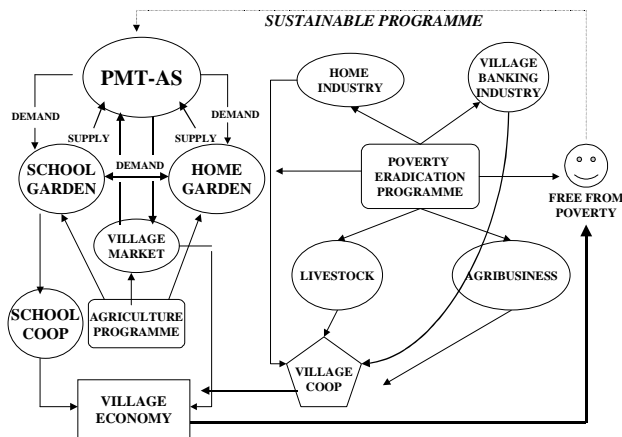 SUSTAINABLE PROGRAMME
PMT-AS
HOME
INDUSTRY
VILLAGE
BANKING
INDUSTRY
DEMAND
DEMAND
SUPPLY
SUPPLY
DEMAND
SCHOOL
GARDEN
HOME
GARDEN
POVERTY
ERADICATION
PROGRAMME
FREE FROM
POVERTY
VILLAGE
MARKET
LIVESTOCK
AGRIBUSINESS
SCHOOL
COOP
AGRICULTURE
PROGRAMME
VILLAGE
COOP
VILLAGE
ECONOMY